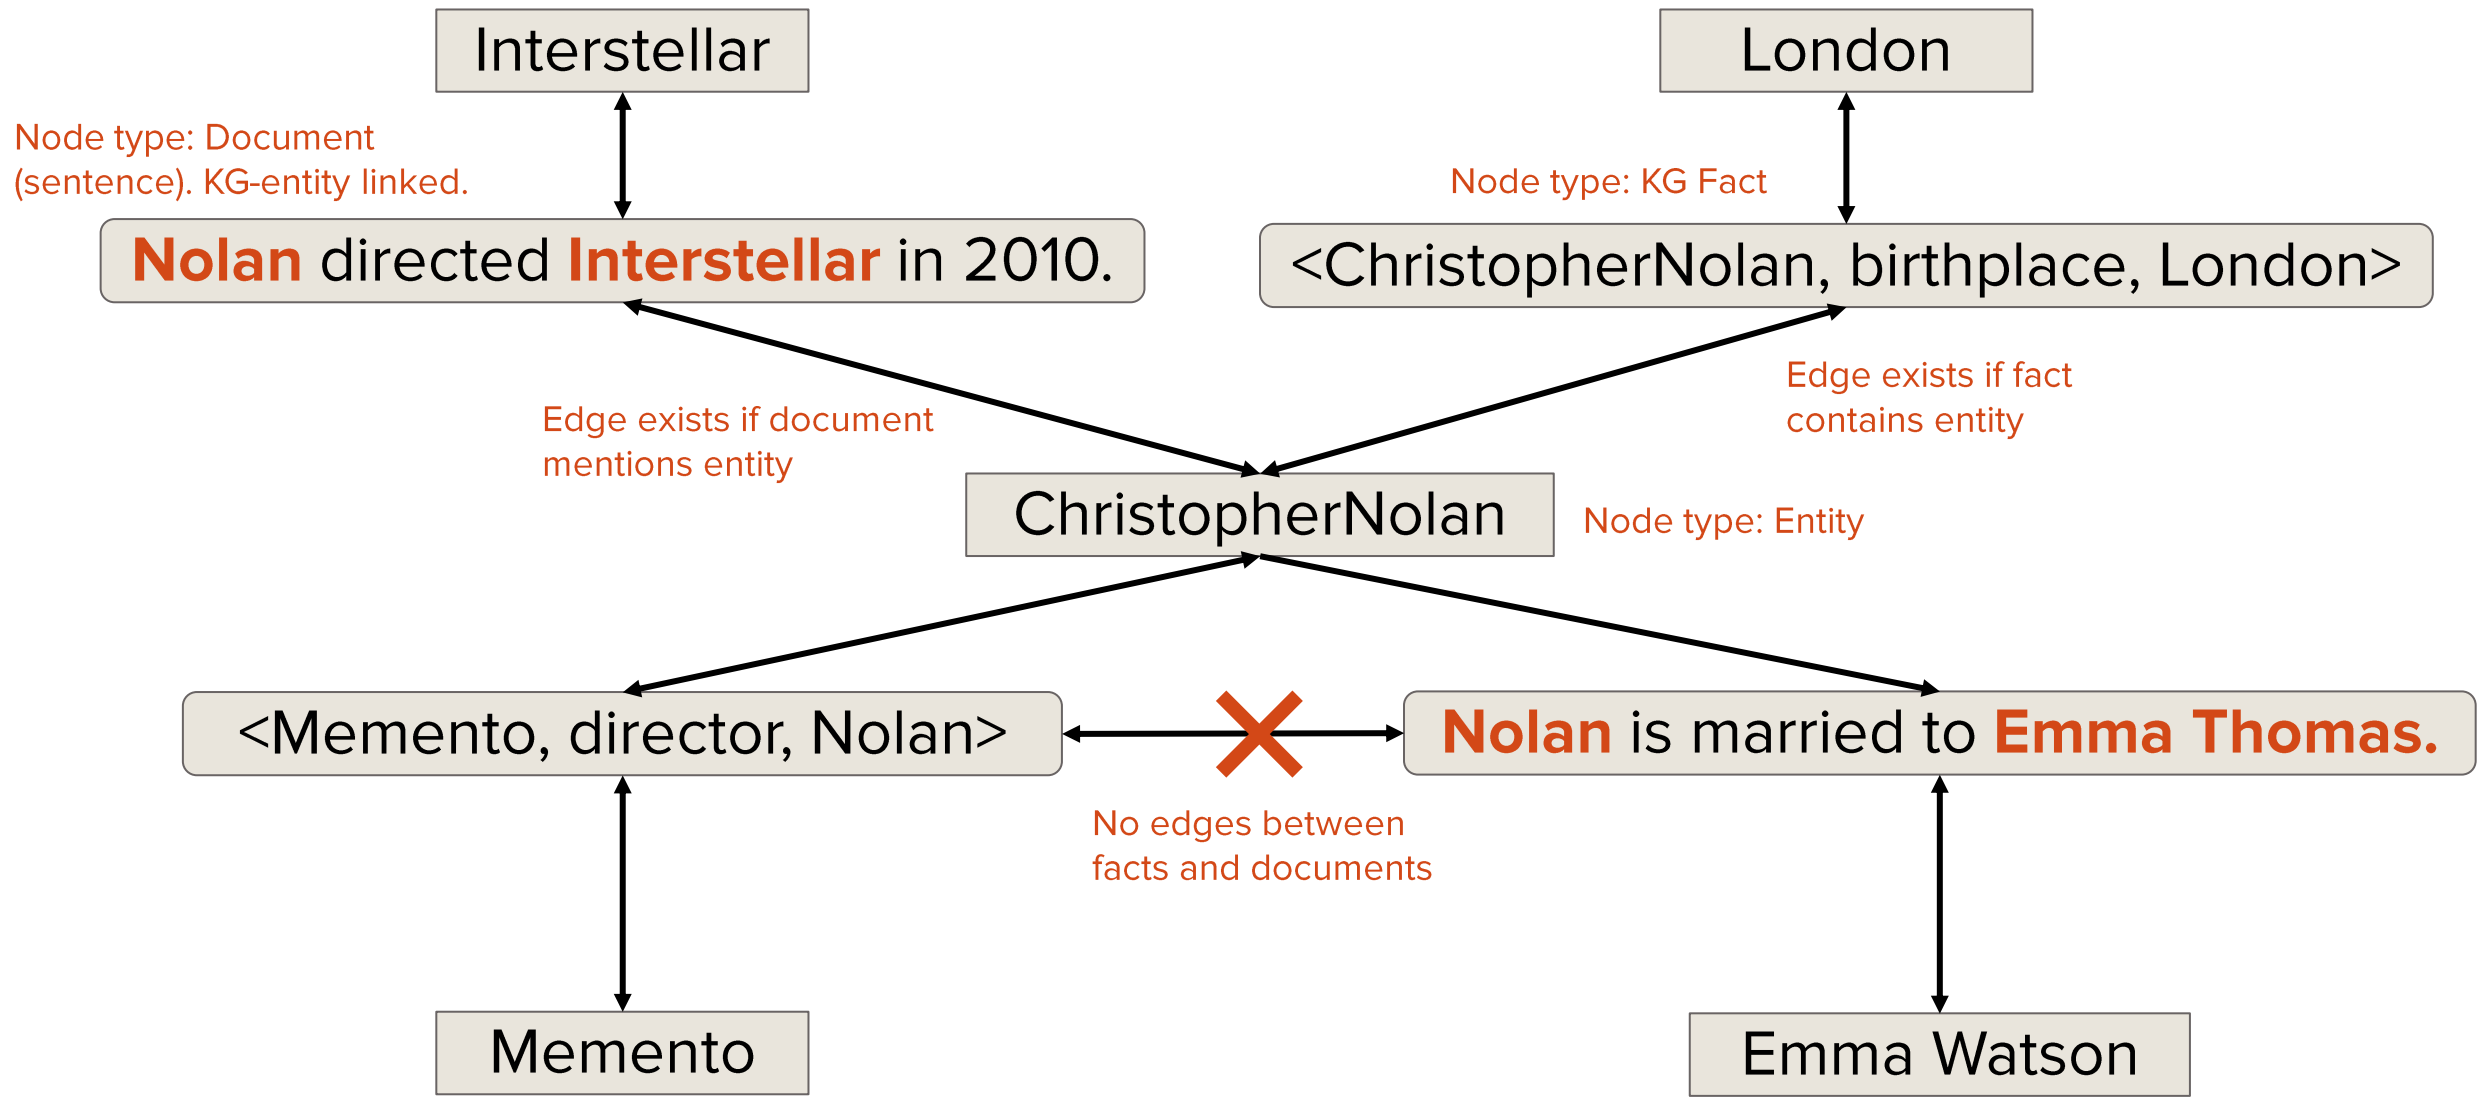 Interstellar
London
Node type: Document
(sentence). KG-entity linked.
Node type: KG Fact
Nolan directed Interstellar in 2010.
<ChristopherNolan, birthplace, London>
Edge exists if document
mentions entity
Edge exists if fact
contains entity
ChristopherNolan
Node type: Entity
<Memento, director, Nolan>
Nolan is married to Emma Thomas.
No edges between
facts and documents
Memento
Emma Watson